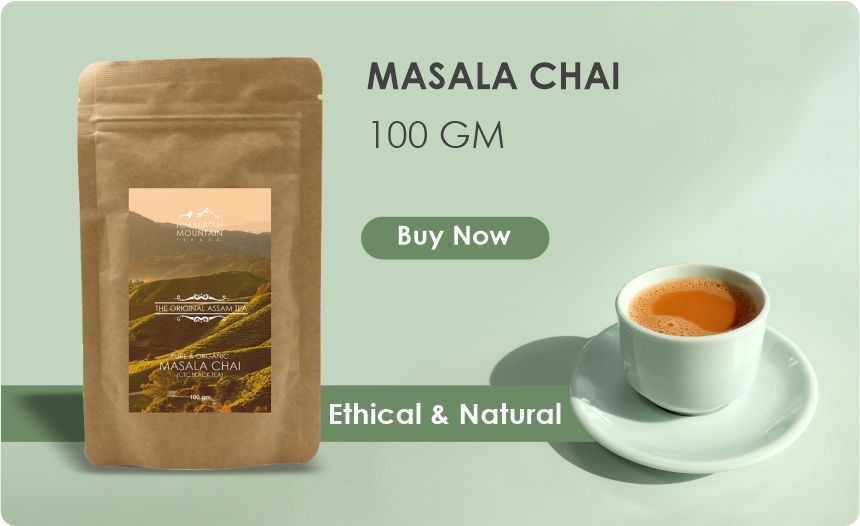 MASALA CHAI
100 GM
Buy Now
Ethical & Natural
HIMALAYAN
MOUNTAIN
TEA & CO.
THE ORIGINAL ASSAM TEA
PURE & ORGANIC
MASALA CHAI
(CTC BLACK TEA)
100 gm